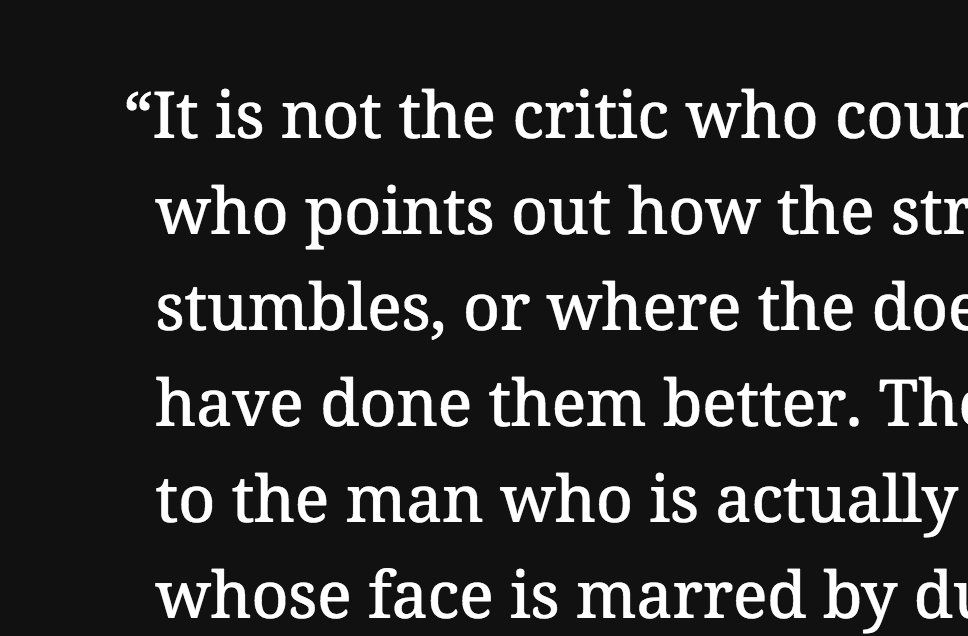 “It is not the critic who
who points out how the
stumbles, or where the
have done them better.
to the man who is actually
whose face is marred by